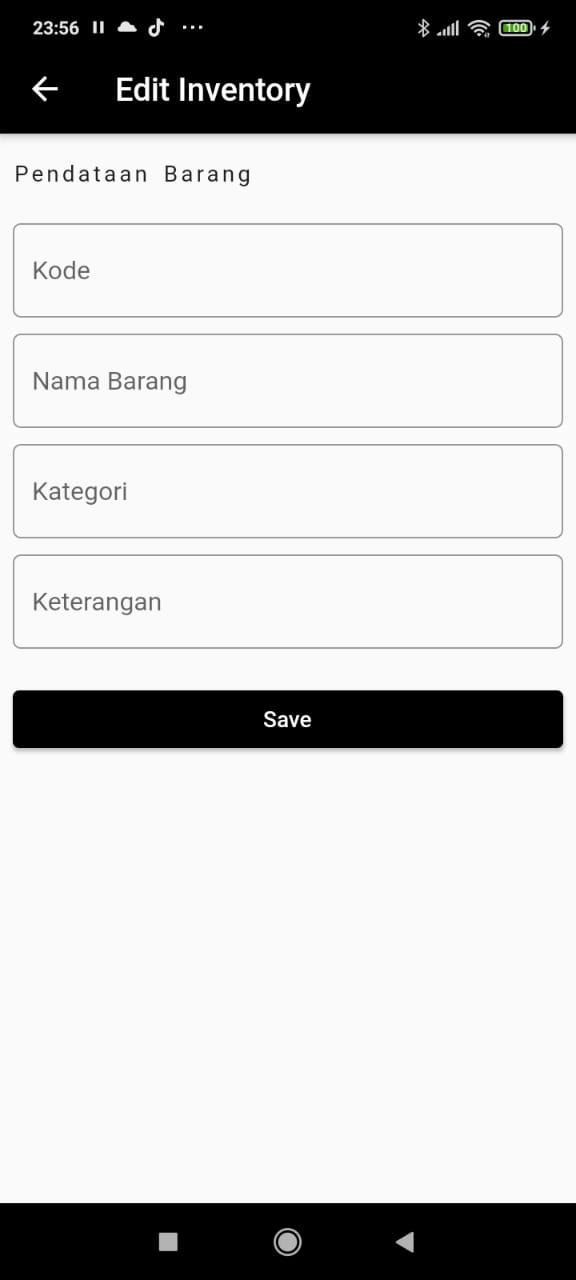 23:56
100
Edit Inventory
Pendataan Barang
Kode
Nama Barang
Kategori
Keterangan
Save